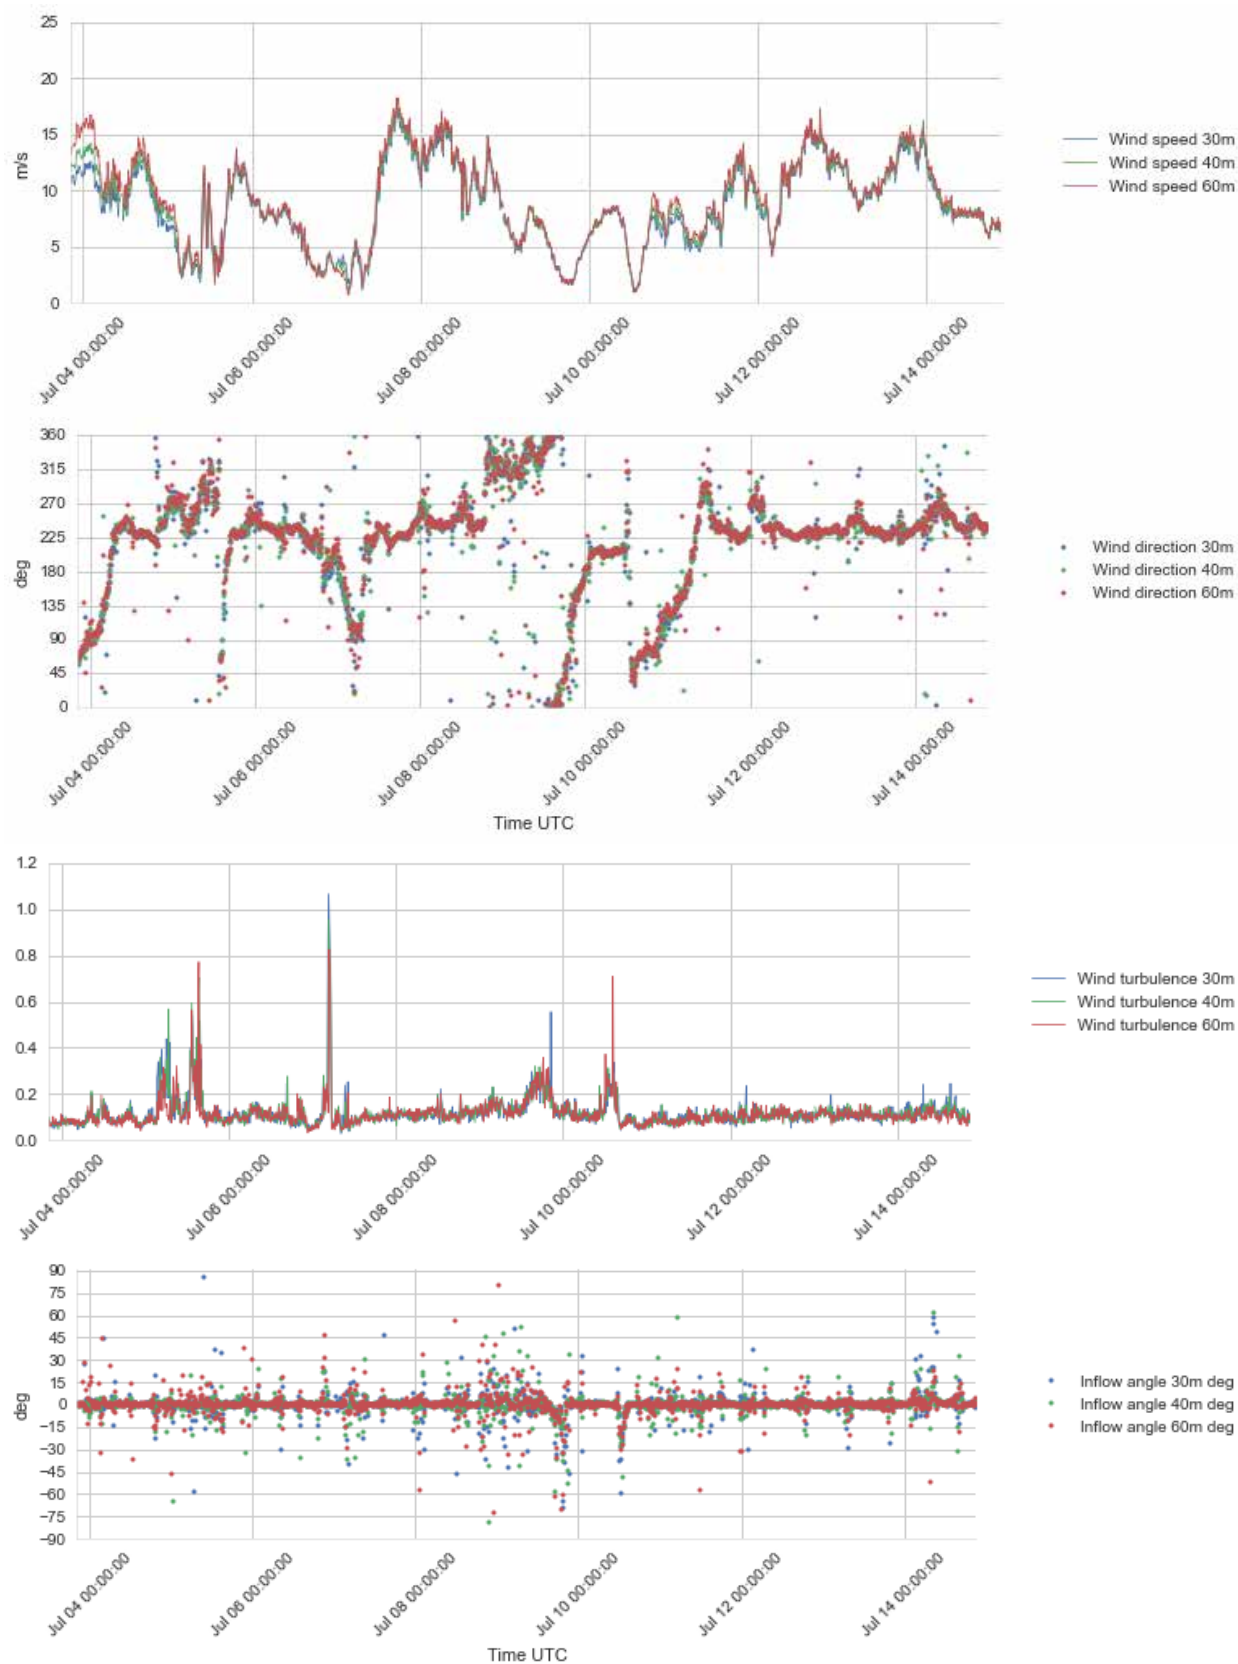 25
20
15
10
5
0
m/s
Jul 04 00:00:00
Jul 06 00:00:00
Jul 08 00:00:00
Jul 10 00:00:00
Jul 12 00:00:00
Jul 14 00:00:00
Wind speed 30m
Wind speed 40m
Wind speed 60m
360
315
270
225
180
135
90
45
0
deg
Jul 04 00:00:00
Jul 06 00:00:00
Jul 08 00:00:00
Jul 10 00:00:00
Jul 12 00:00:00
Jul 14 00:00:00
Time UTC
Wind direction 30m
Wind direction 40m
Wind direction 60m
1.2
1.0
0.8
0.6
0.4
0.2
0.0
Jul 04 00:00:00
Jul 06 00:00:00
Jul 08 00:00:00
Jul 10 00:00:00
Jul 12 00:00:00
Jul 14 00:00:00
Wind turbulence 30m
Wind turbulence 40m
Wind turbulence 60m
90
75
60
45
30
15
0
−15
−30
−45
−60
−75
−90
deg
Jul 04 00:00:00
Jul 06 00:00:00
Jul 08 00:00:00
Jul 10 00:00:00
Jul 12 00:00:00
Jul 14 00:00:00
Time UTC
Inflow angle 30m deg
Inflow angle 40m deg
Inflow angle 60m deg